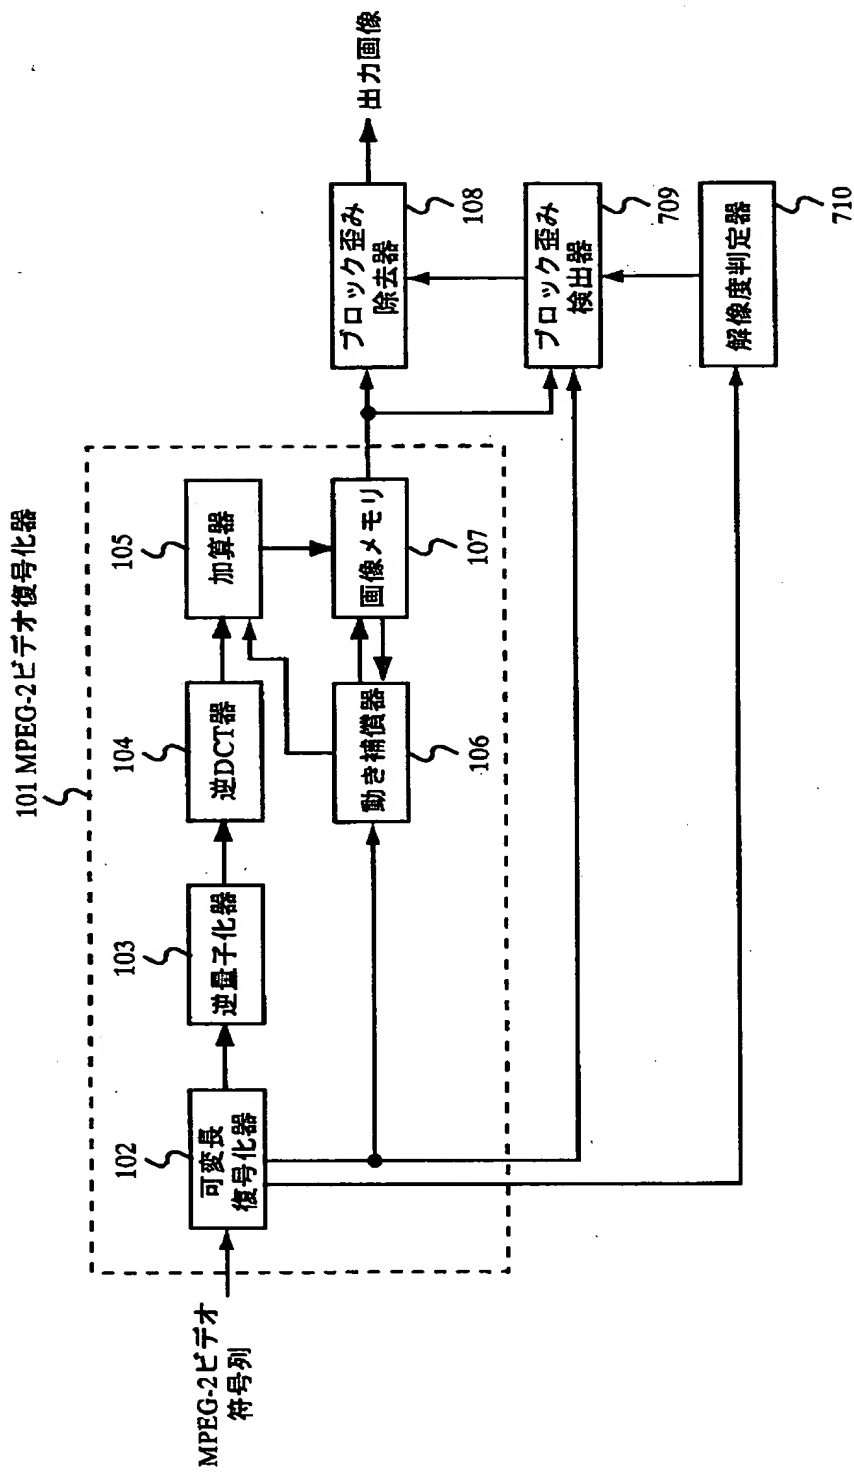 101 MPEG-2ビデオ復号化器
MPEG-2ビデオ
符号列
102
可変長
復号化器
103
逆量子化器
104
逆DCT器
105
加算器
動き補償器
106
画像メモリ
107
ブロック歪み
除去器
108
出力画像
ブロック歪み
検出器
709
解像度判定器
710